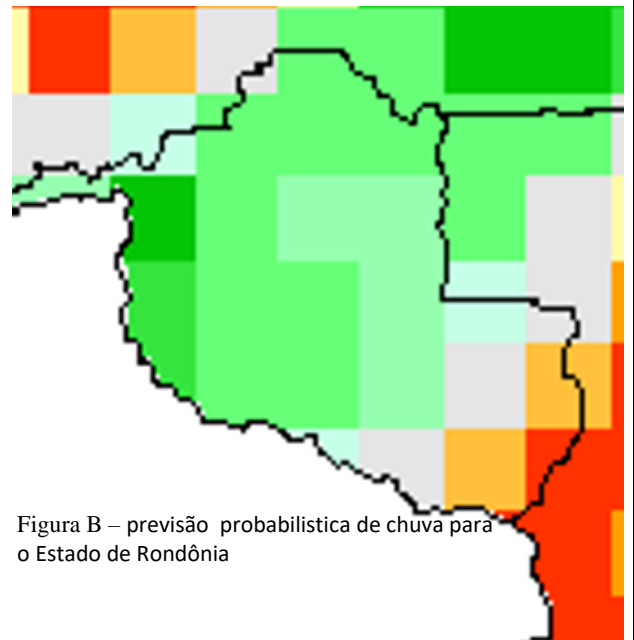 Figura B – previsão probabilistica de chuva para
o Estado de Rondônia